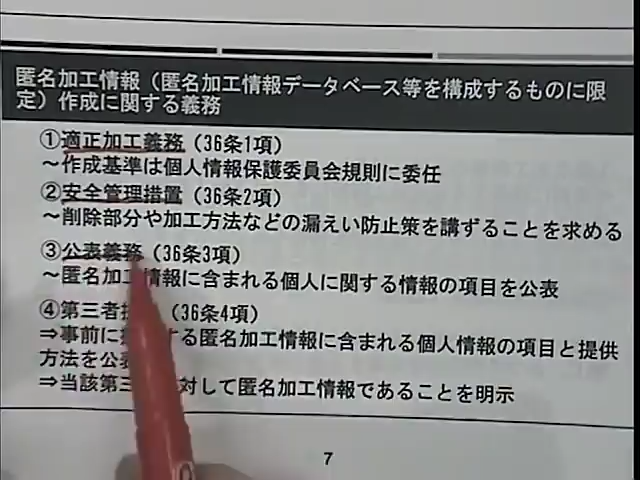 匿名加工情報（匿名加工情報データベース等を構成するものに限
定）作成に関する義務
①適正加工義務（36条1項）
～作成基準は個人情報保護委員会規則に委任
②安全管理措置（36条2項）
～削除部分や加工方法などの漏えい防止策を講ずることを求める
③公表義務（36条3項）
～匿名加工情報に含まれる個人に関する情報の項目を公表
④第三者（36条4項）
⇒事前に する匿名加工情報に含まれる個人情報の項目と提供
方法を公
⇒当該第三 対して匿名加工情報であることを明示
7